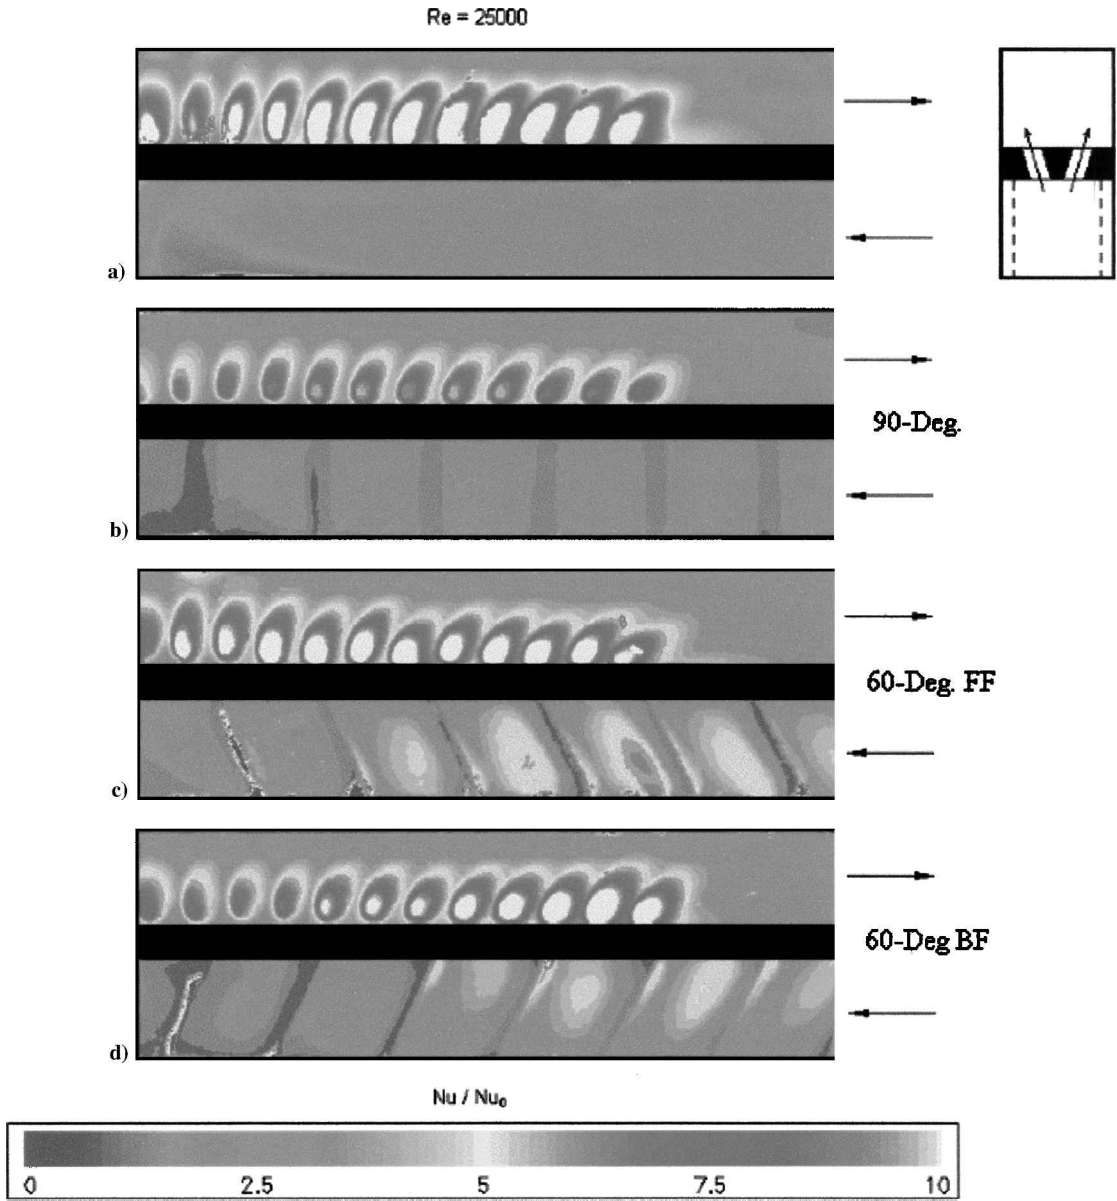 Re = 25000
a)
90-Deg.
b)
60-Deg. FF
c)
60-Deg BF
d)
Nu / Nu₀
0 2.5 5 7.5 10